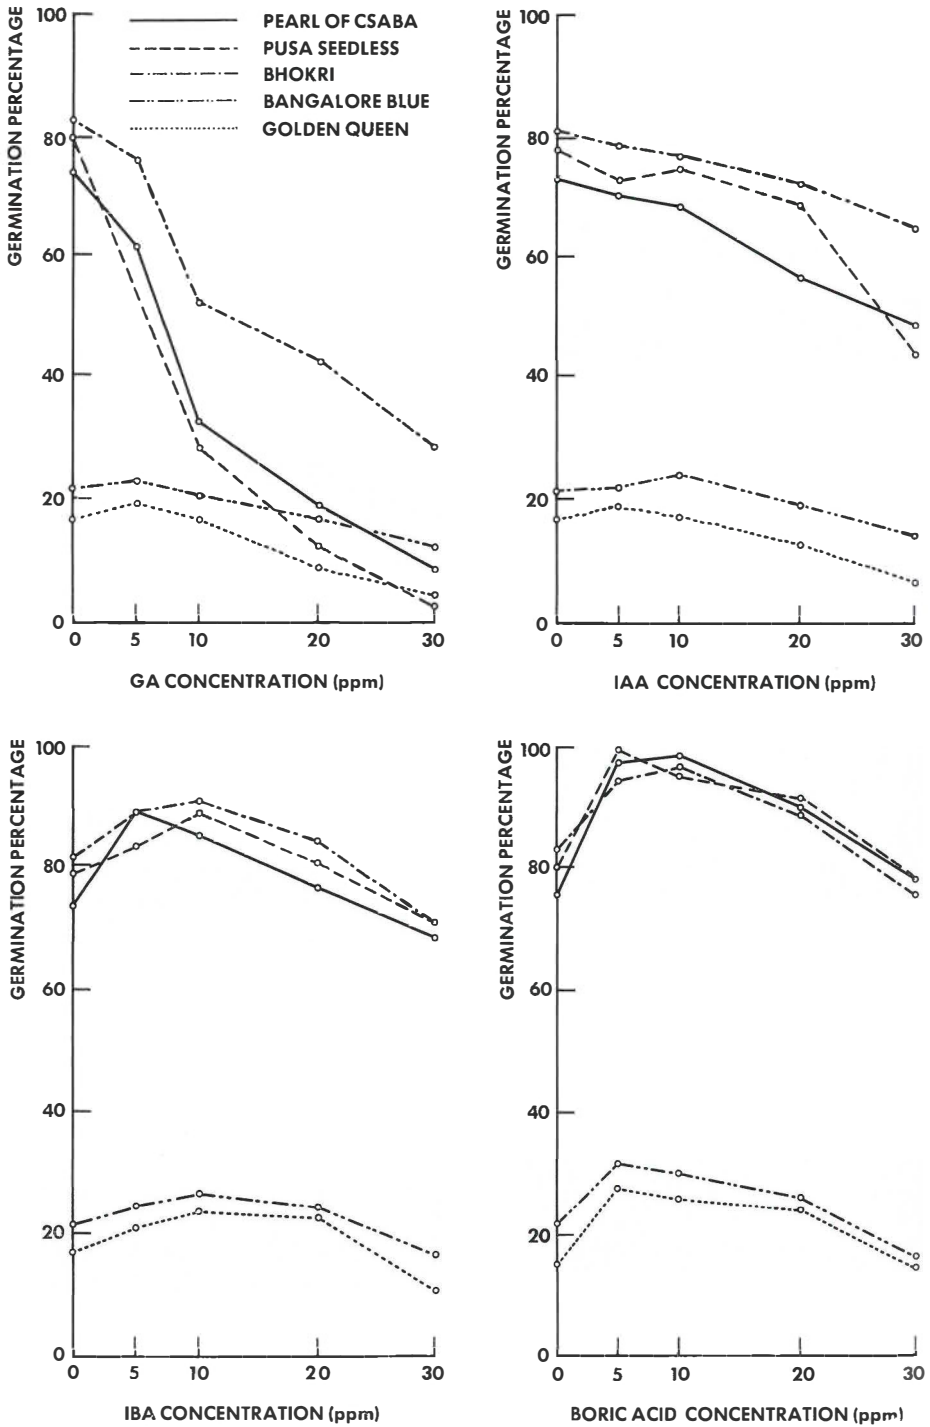 GERMINATION PERCENTAGE
100
80
60
40
20
0
PEARL OF CSABA
PUSA SEEDLESS
BHOKRI
BANGALORE BLUE
GOLDEN QUEEN
0 5 10 20 30
GA CONCENTRATION (ppm)
GERMINATION PERCENTAGE
100
80
60
40
20
0
0 5 10 20 30
IAA CONCENTRATION (ppm)
GERMINATION PERCENTAGE
100
80
60
40
20
0
0 5 10 20 30
IBA CONCENTRATION (ppm)
GERMINATION PERCENTAGE
100
80
60
40
20
0
0 5 10 20 30
BORIC ACID CONCENTRATION (ppm)